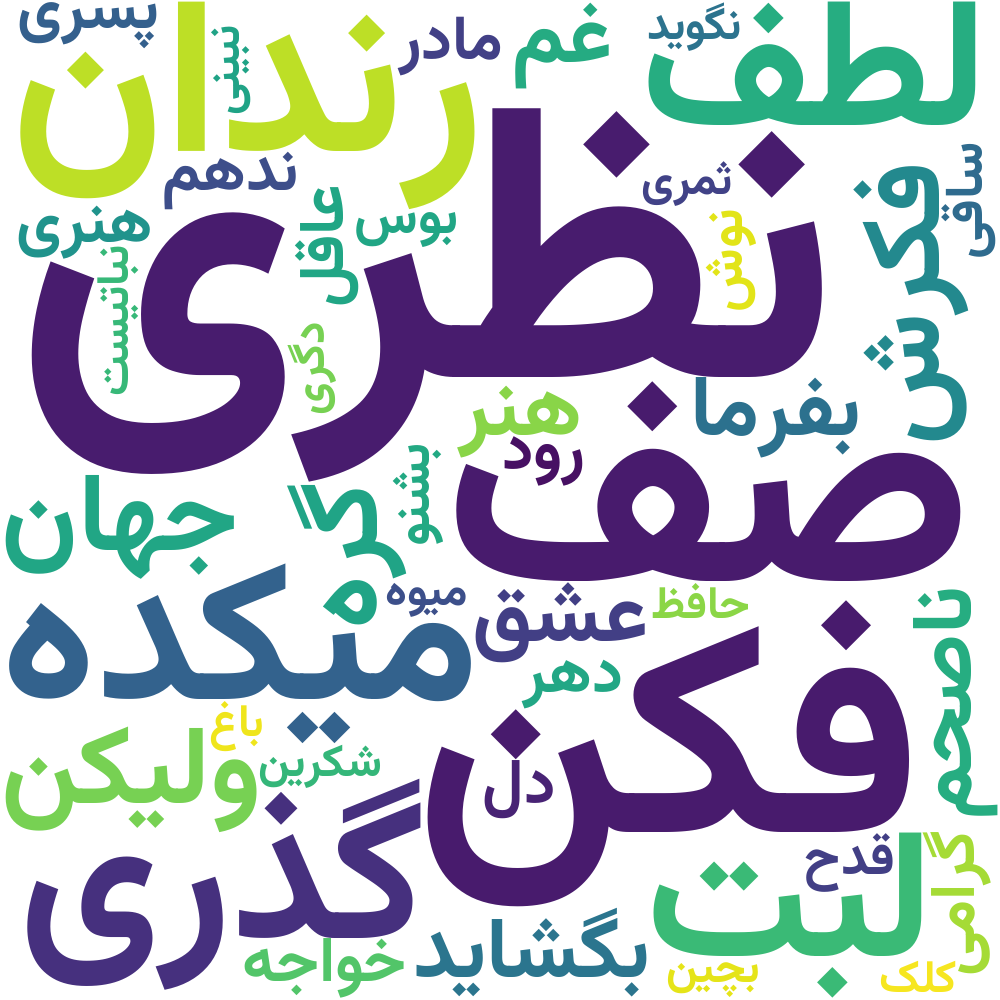 پسری
نبینی
رندان
مادر
غم
نگوید
لطف
ندهم
ثمری
ساقی
هنری
نباتیست
عاقل
بوس
نظری
نوش
فکرش
دگری
هنر
بفرما
رود
صف
جهان
گره
بشنو
میکده
میوه
عشق
حافظ
ناصحم
دهر
فکن
باغ
ولیکن
شکرین
دل
گذری
لبت
قدح
گرامی
خواجه
بگشاید
بچین
کلک